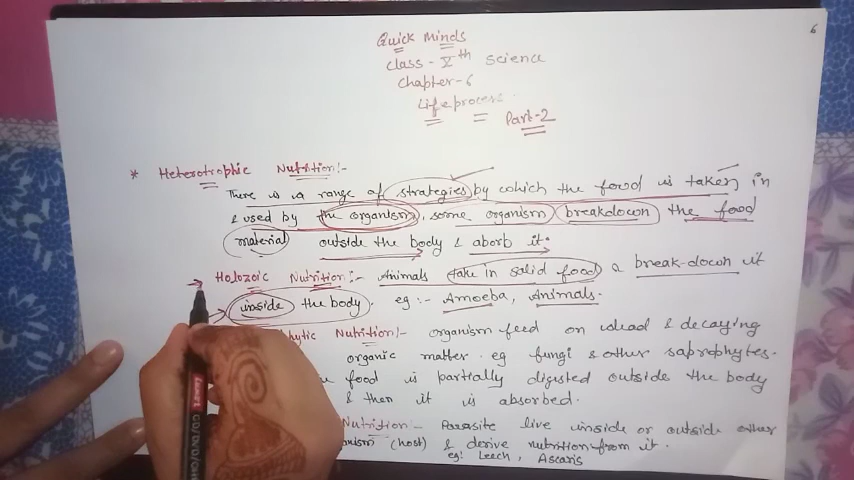 6
Quick Minds
class - Xth science
chapter-6
Lifeprocess
Part-2
* Heterotrophic Nutrition:-
There is a range of strategies by which the food is taken in
& used by the organism, some organism breakdown the food
material outside the body & aborb it.
→ Holozoic Nutrition:- Animals take in solid food & break-down it
inside the body. eg:- Amoeba, Animals.
phytic Nutrition:- organism feed on dead & decaying
organic matter. eg fungi & other saprophytes.
food is partially digested outside the body
& then it is absorbed.
Nutrition- Parasite live inside or outside other
(host) & derive nutrition from it.
eg: Leech, Ascaris